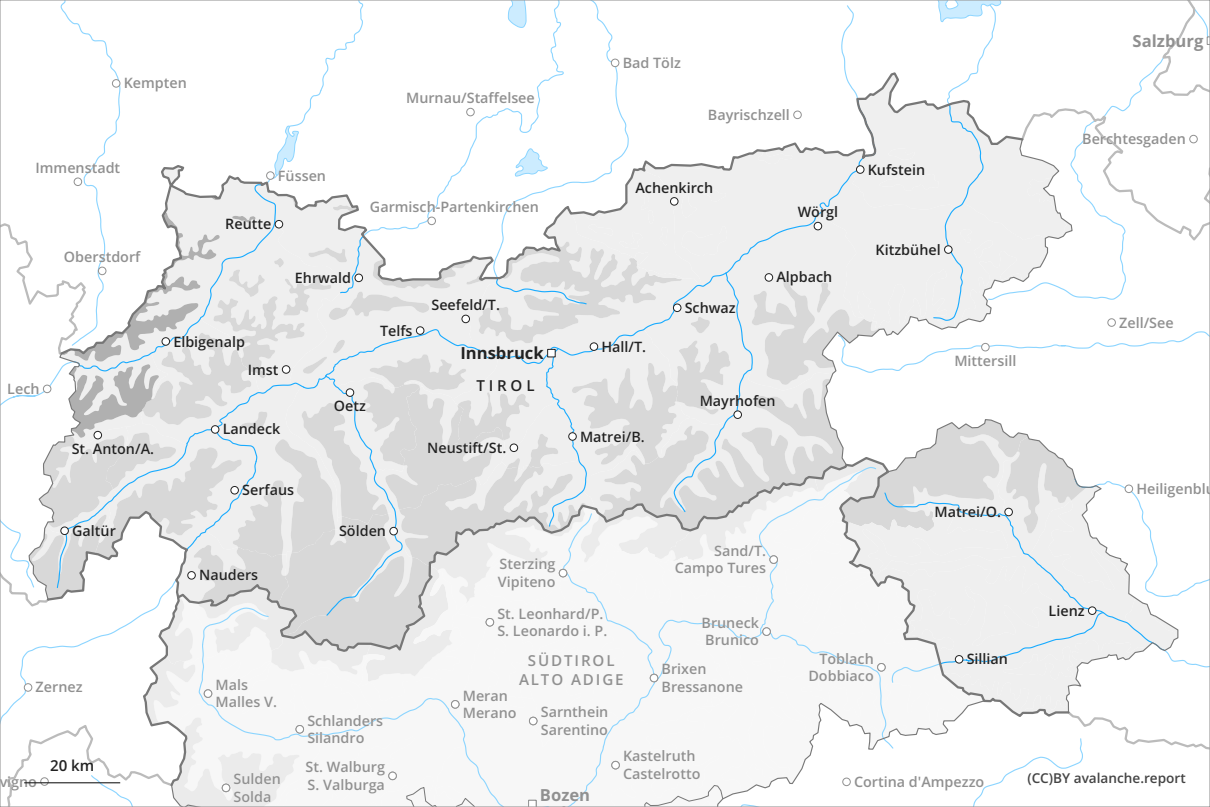 Salzburg
Bad Tölz
Kempten
Murnau/Staffelsee
Bayrischzell
Berchtesgaden
Immenstadt
Füssen
Kufstein
Achenkirch
Garmisch-Partenkirchen
Wörgl
Reutte
Kitzbühel
Oberstdorf
Ehrwald
Alpbach
Seefeld/T.
Schwaz
Telfs
Zell/See
Elbigenalp
Innsbruck
Hall/T.
Mittersill
Imst
TIROL
Lech
Oetz
Mayrhofen
Landeck
Matrei/B.
St. Anton/A.
Neustift/St.
Serfaus
Heiligenblu
Matrei/O.
Galtür
Sölden
Sand/T.
Campo Tures
Sterzing
Vipiteno
Nauders
St. Leonhard/P.
S. Leonardo i. P.
Lienz
Bruneck
Brunico
SÜDTIROL
ALTO ADIGE
Sillian
Toblach
Dobbiaco
Brixen
Bressanone
Zernez
Mals
Malles V.
Meran
Merano
Sarnthein
Sarentino
Schlanders
Silandro
Kastelruth
Castelrotto
20 km
St. Walburg
S. Valburga
Sulden
Solda
vigno
Cortina d'Ampezzo
(CC)BY avalanche.report
Bozen